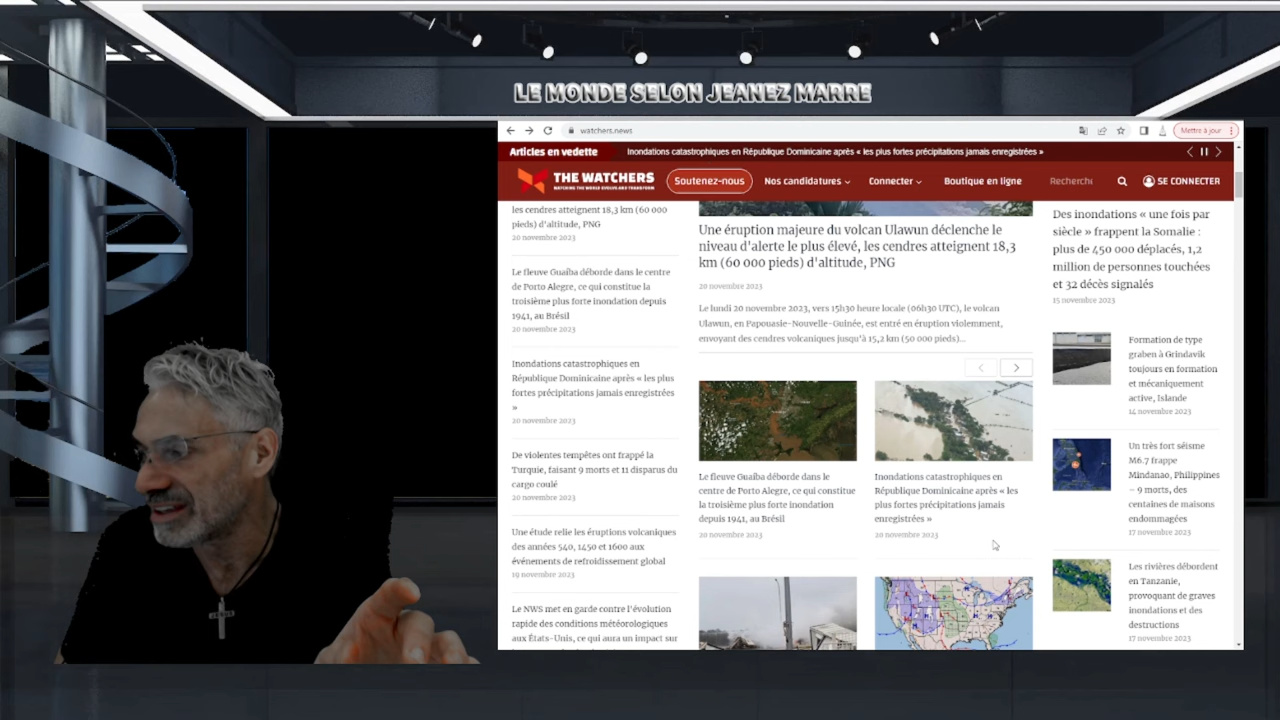 LE MONDE SELON JEANEZ MARRE
watchers.news
Mettre à jour
Articles en vedette
Inondations catastrophiques en République Dominicaine après « les plus fortes précipitations jamais enregistrées »
THE WATCHERS
WATCHING THE WORLD EVOLVE AND TRANSFORM
Soutenez-nous
Nos candidatures
Connecter
Boutique en ligne
Recherchi
SE CONNECTER
les cendres atteignent 18,3 km (60 000
pieds) d'altitude, PNG
20 novembre 2023
Le fleuve Guaíba déborde dans le centre
de Porto Alegre, ce qui constitue la
troisième plus forte inondation depuis
1941, au Brésil
20 novembre 2023
Inondations catastrophiques en
République Dominicaine après « les plus
fortes précipitations jamais enregistrées
»
20 novembre 2023
De violentes tempêtes ont frappé la
Turquie, faisant 9 morts et 11 disparus du
cargo coulé
20 novembre 2023
Une étude relie les éruptions volcaniques
des années 540, 1450 et 1600 aux
événements de refroidissement global
19 novembre 2023
Le NWS met en garde contre l'évolution
rapide des conditions météorologiques
aux États-Unis, ce qui aura un impact sur
Une éruption majeure du volcan Ulawun déclenche le
niveau d'alerte le plus élevé, les cendres atteignent 18,3
km (60 000 pieds) d'altitude, PNG
20 novembre 2023
Le lundi 20 novembre 2023, vers 15h30 heure locale (06h30 UTC), le volcan
Ulawun, en Papouasie-Nouvelle-Guinée, est entré en éruption violemment,
envoyant des cendres volcaniques jusqu'à 15,2 km (50 000 pieds)...
Le fleuve Guaíba déborde dans le
centre de Porto Alegre, ce qui constitue
la troisième plus forte inondation
depuis 1941, au Brésil
20 novembre 2023
Inondations catastrophiques en
République Dominicaine après « les
plus fortes précipitations jamais
enregistrées »
20 novembre 2023
Des inondations « une fois par
siècle » frappent la Somalie :
plus de 450 000 déplacés, 1,2
million de personnes touchées
et 32 décès signalés
15 novembre 2023
Formation de type
graben à Grindavik
toujours en formation
et mécaniquement
active, Islande
14 novembre 2023
Un très fort séisme
M6.7 frappe
Mindanao, Philippines
– 9 morts, des
centaines de maisons
endommagées
17 novembre 2023
Les rivières débordent
en Tanzanie,
provoquant de graves
inondations et des
destructions
17 novembre 2023